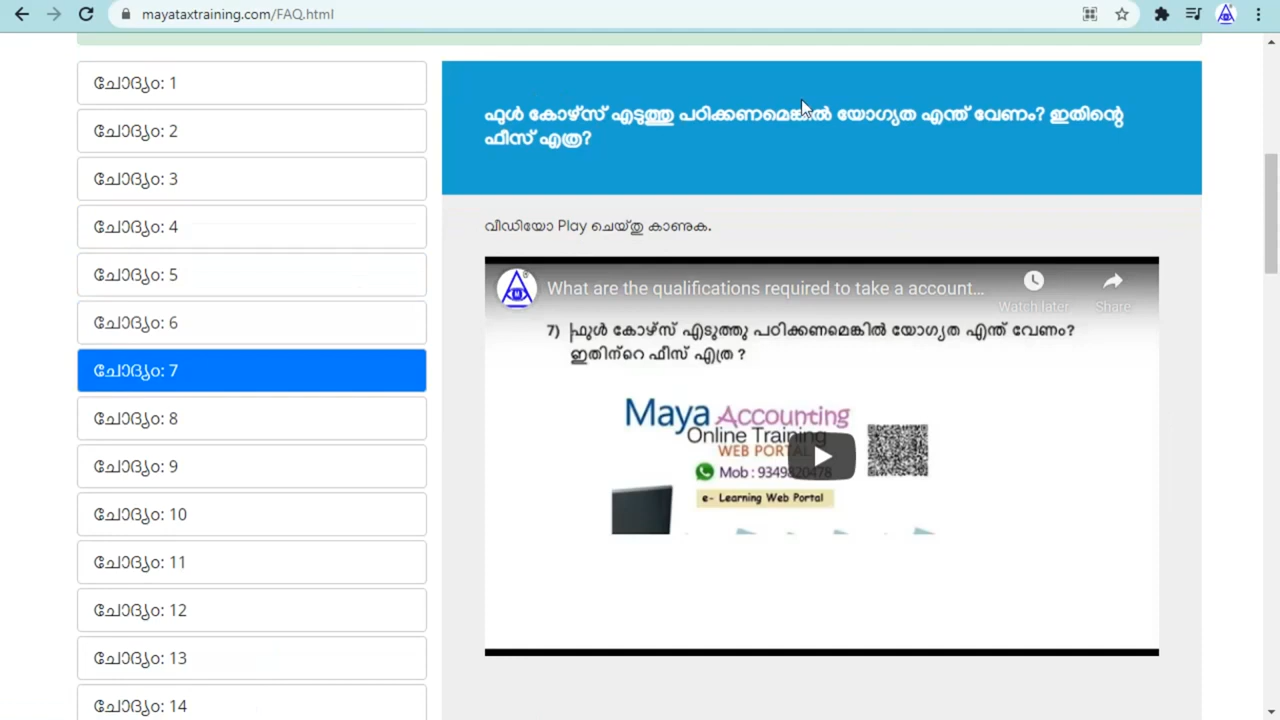 mayataxtraining.com/FAQ.html
ചോദ്യം: 1
ചോദ്യം: 2
ചോദ്യം: 3
ചോദ്യം: 4
ചോദ്യം: 5
ചോദ്യം: 6
ചോദ്യം: 7
ചോദ്യം: 8
ചോദ്യം: 9
ചോദ്യം: 10
ചോദ്യം: 11
ചോദ്യം: 12
ചോദ്യം: 13
ചോദ്യം: 14
ഫുൾ കോഴ്സ് എടുത്തു പഠിക്കണമെങ്കിൽ യോഗ്യത എന്ത് വേണം? ഇതിന്റെ
ഫീസ് എത്ര?
വീഡിയോ Play ചെയ്തു കാണുക.
What are the qualifications required to take a account...
Watch later
Share
7) ഫുൾ കോഴ്സ് എടുത്തു പഠിക്കണമെങ്കിൽ യോഗ്യത എന്ത് വേണം?
ഇതിന്റെ ഫീസ് എത്ര ?
Maya Accounting
Online Training
WEB PORTAL
Mob : 9349820478
e- Learning Web Portal